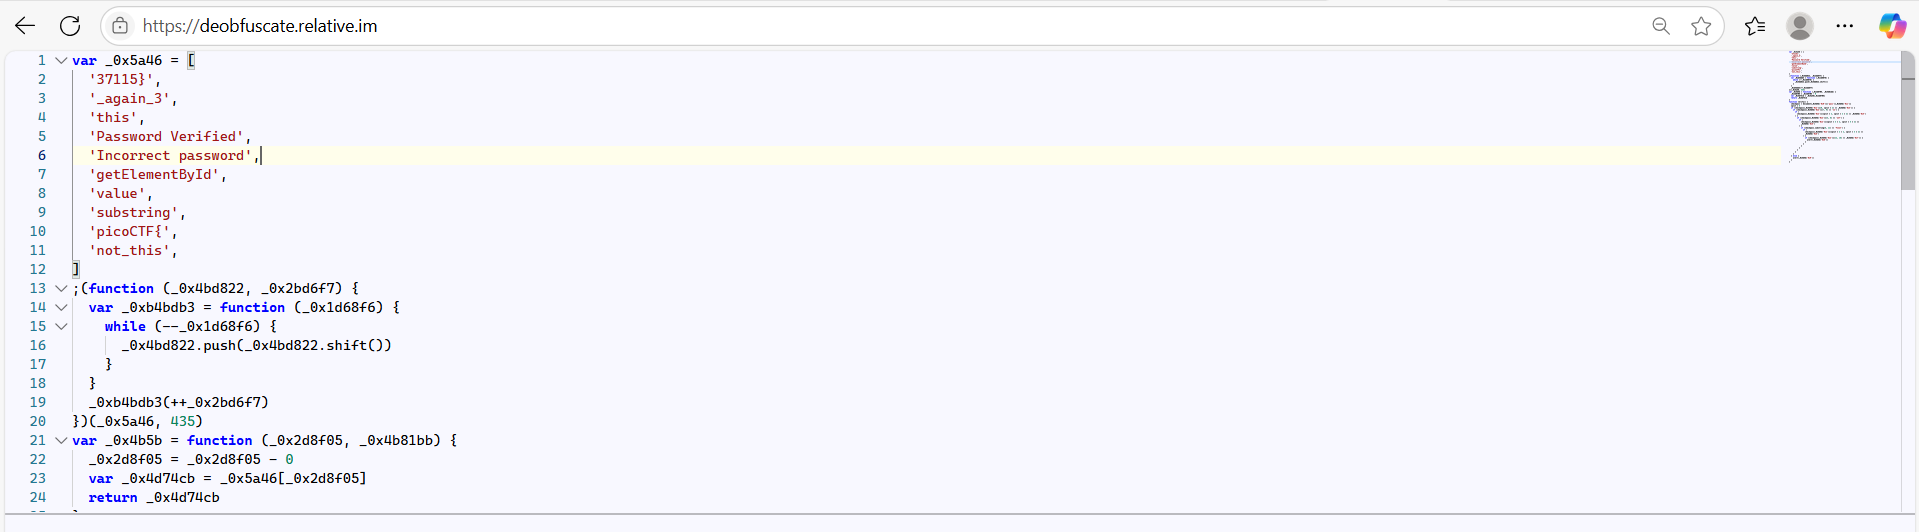 https://deobfuscate.relative.im
1 var _0x5a46 = [
2 '37115}',
3 '_again_3',
4 'this',
5 'Password Verified',
6 'Incorrect password',
7 'getElementById',
8 'value',
9 'substring',
10 'picoCTF{',
11 'not_this',
12 ]
13 ;(function (_0x4bd822, _0x2bd6f7) {
14 var _0xb4bdb3 = function (_0x1d68f6) {
15 while (--_0x1d68f6) {
16 _0x4bd822.push(_0x4bd822.shift())
17 }
18 }
19 _0xb4bdb3(++_0x2bd6f7)
20 })(_0x5a46, 435)
21 var _0x4b5b = function (_0x2d8f05, _0x4b81bb) {
22 _0x2d8f05 = _0x2d8f05 - 0
23 var _0x4d74cb = _0x5a46[_0x2d8f05]
24 return _0x4d74cb